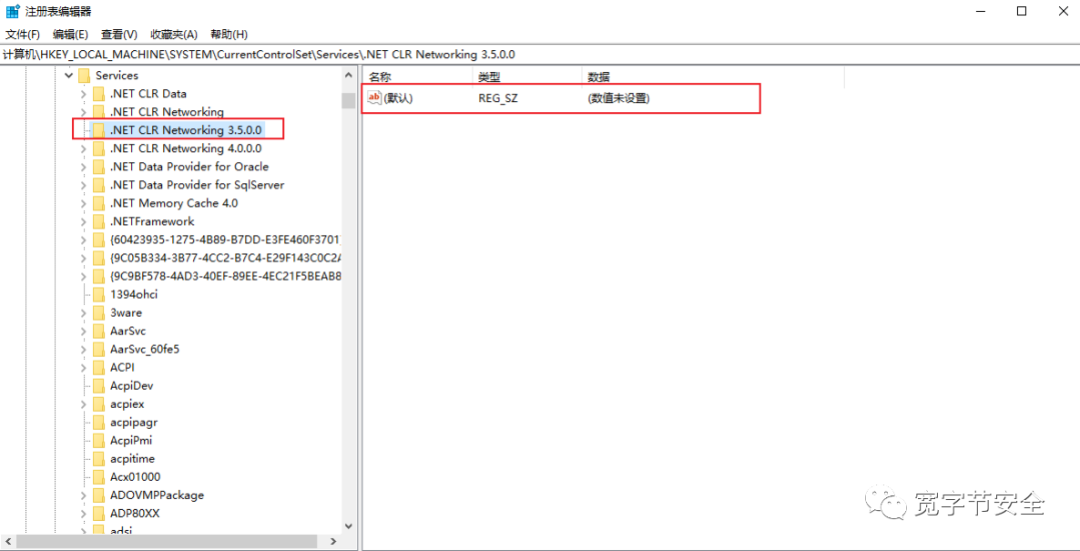 注册表编辑器
文件(F) 编辑(E) 查看(V) 收藏夹(A) 帮助(H)
计算机\HKEY_LOCAL_MACHINE\SYSTEM\CurrentControlSet\Services\.NET CLR Networking 3.5.0.0
Services
.NET CLR Data
.NET CLR Networking
.NET CLR Networking 3.5.0.0
.NET CLR Networking 4.0.0.0
.NET Data Provider for Oracle
.NET Data Provider for SqlServer
.NET Memory Cache 4.0
.NETFramework
{60423935-1275-4B89-B7DD-E3FE460F3701}
{9C05B334-3B77-4CC2-B7C4-E29F143C0C2A
{9C9BF578-4AD3-40EF-89EE-4EC21F5BEAB8
1394ohci
3ware
AarSvc
AarSvc_60fe5
ACPI
AcpiDev
acpiex
acpipagr
AcpiPmi
acpitime
Acx01000
ADOVMPPackage
ADP80XX
adsi
名称 类型 数据
ab (默认) REG_SZ (数值未设置)
宽字节安全